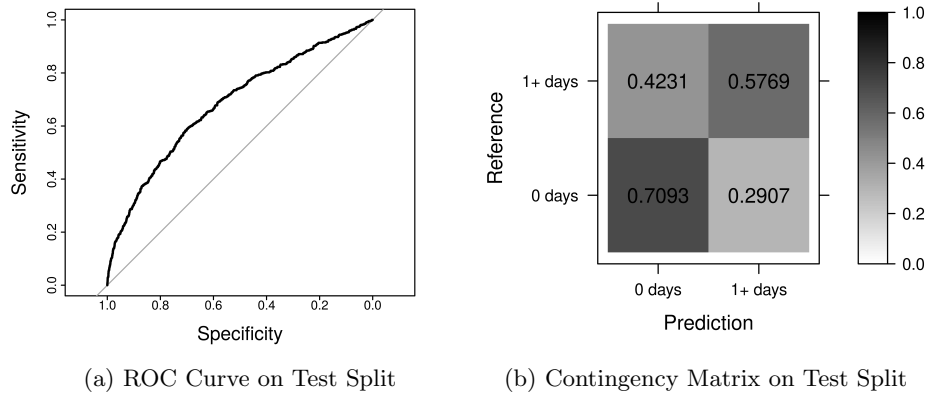 1.0
0.8
0.6
0.4
0.2
0.0
Sensitivity
1.0 0.8 0.6 0.4 0.2 0.0
Specificity
(a) ROC Curve on Test Split
1+ days
0 days
Reference
0.4231 0.5769
0.7093 0.2907
0 days 1+ days
Prediction
1.0
0.8
0.6
0.4
0.2
0.0
(b) Contingency Matrix on Test Split